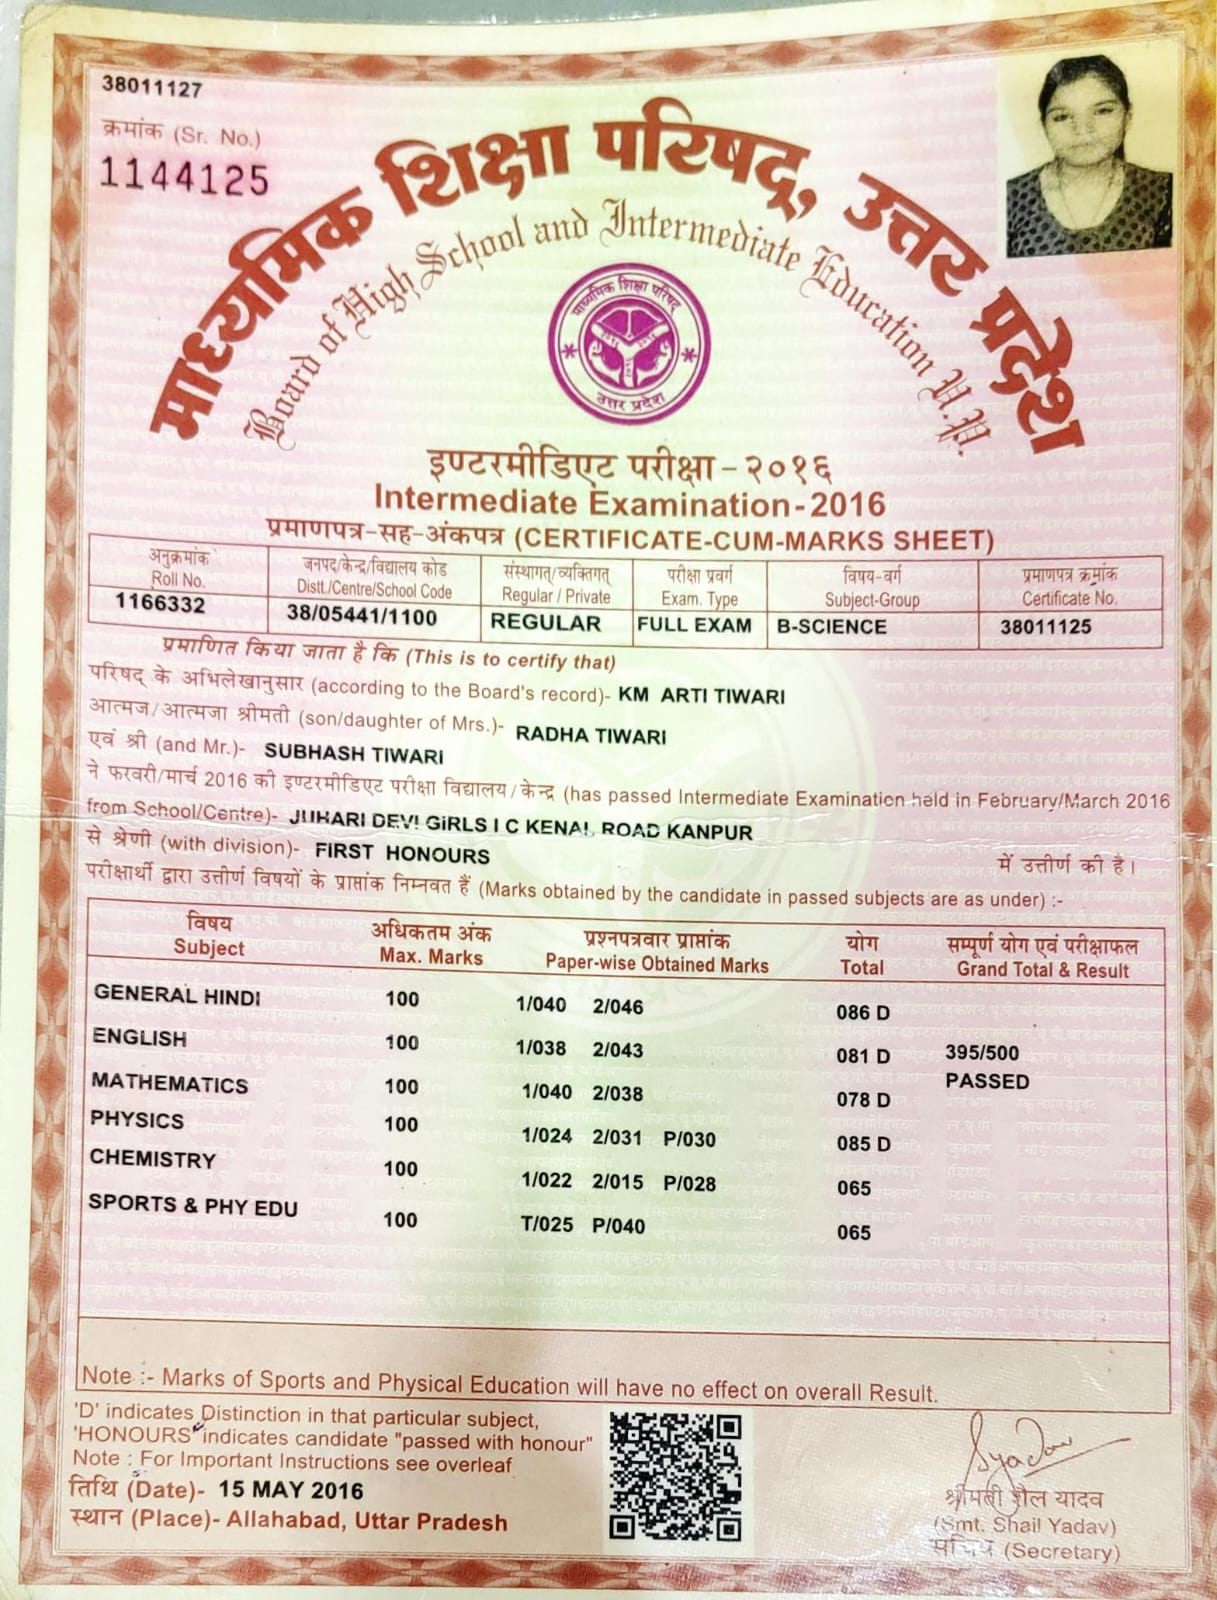 38011127
क्रमांक (Sr. No.)
1144125
माध्यमिक शिक्षा परिषद्, उत्तर प्रदेश
Board of High School and Intermediate Education U.P.
माध्यमिक शिक्षा परिषद
उत्तर प्रदेश
इण्टरमीडिएट परीक्षा - २०१६
Intermediate Examination - 2016
प्रमाणपत्र-सह-अंकपत्र (CERTIFICATE-CUM-MARKS SHEET)
अनुक्रमांक जनपद/केन्द्र/विद्यालय कोड संस्थागत्/व्यक्तिगत् परीक्षा प्रवर्ग विषय-वर्ग प्रमाणपत्र क्रमांक
Roll No. Distt./Centre/School Code Regular / Private Exam. Type Subject-Group Certificate No.
1166332 38/05441/1100 REGULAR FULL EXAM B-SCIENCE 38011125
प्रमाणित किया जाता है कि (This is to certify that)
परिषद् के अभिलेखानुसार (according to the Board's record)- KM ARTI TIWARI
आत्मज/आत्मजा श्रीमती (son/daughter of Mrs.)- RADHA TIWARI
एवं श्री (and Mr.)- SUBHASH TIWARI
ने फरवरी/मार्च 2016 की इण्टरमीडिएट परीक्षा विद्यालय/केन्द्र (has passed Intermediate Examination held in February/March 2016
from School/Centre)- JUHARI DEVI GIRLS I C KENAL ROAD KANPUR
से श्रेणी (with division)- FIRST HONOURS में उत्तीर्ण की है।
परीक्षार्थी द्वारा उत्तीर्ण विषयों के प्राप्तांक निम्नवत हैं (Marks obtained by the candidate in passed subjects are as under) :-
विषय अधिकतम अंक प्रश्नपत्रवार प्राप्तांक योग सम्पूर्ण योग एवं परीक्षाफल
Subject Max. Marks Paper-wise Obtained Marks Total Grand Total & Result
GENERAL HINDI 100 1/040 2/046 086 D
ENGLISH 100 1/038 2/043 081 D 395/500
PASSED
MATHEMATICS 100 1/040 2/038 078 D
PHYSICS 100 1/024 2/031 P/030 085 D
CHEMISTRY 100 1/022 2/015 P/028 065
SPORTS & PHY EDU 100 T/025 P/040 065
Note :- Marks of Sports and Physical Education will have no effect on overall Result.
'D' indicates Distinction in that particular subject,
'HONOURS' indicates candidate "passed with honour"
Note : For Important Instructions see overleaf
तिथि (Date)- 15 MAY 2016
स्थान (Place)- Allahabad, Uttar Pradesh
Syadav
श्रीमती शैल यादव
(Smt. Shail Yadav)
सचिव (Secretary)